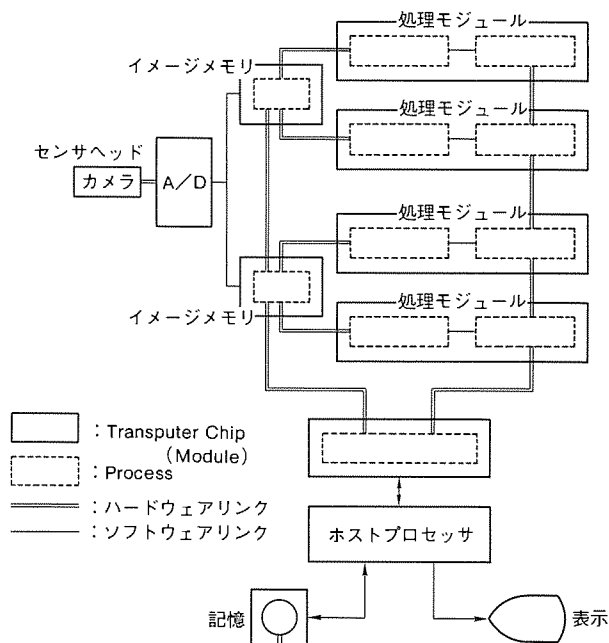 処理モジュール
イメージメモリ
処理モジュール
センサヘッド
カメラ
A/D
処理モジュール
処理モジュール
イメージメモリ
:Transputer Chip
(Module)
:Process
:ハードウェアリンク
:ソフトウェアリンク
ホストプロセッサ
記憶
表示